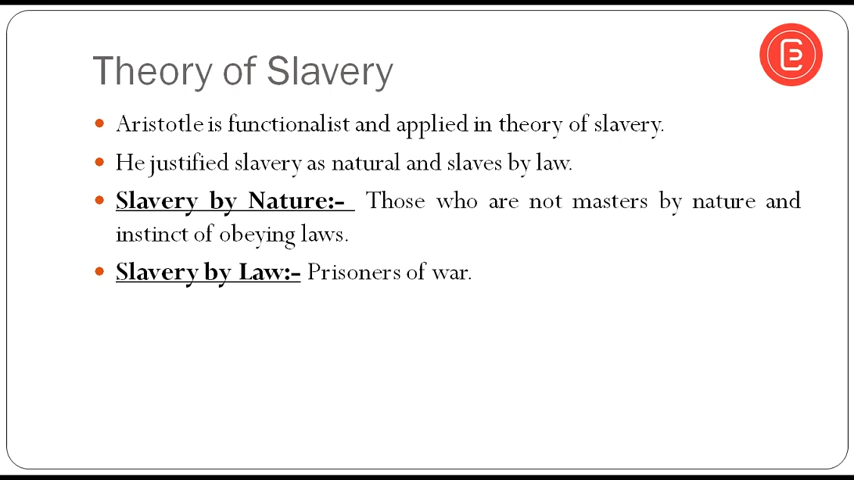 Theory of Slavery
Aristotle is functionalist and applied in theory of slavery.
He justified slavery as natural and slaves by law.
Slavery by Nature:- Those who are not masters by nature and
instinct of obeying laws.
Slavery by Law:- Prisoners of war.